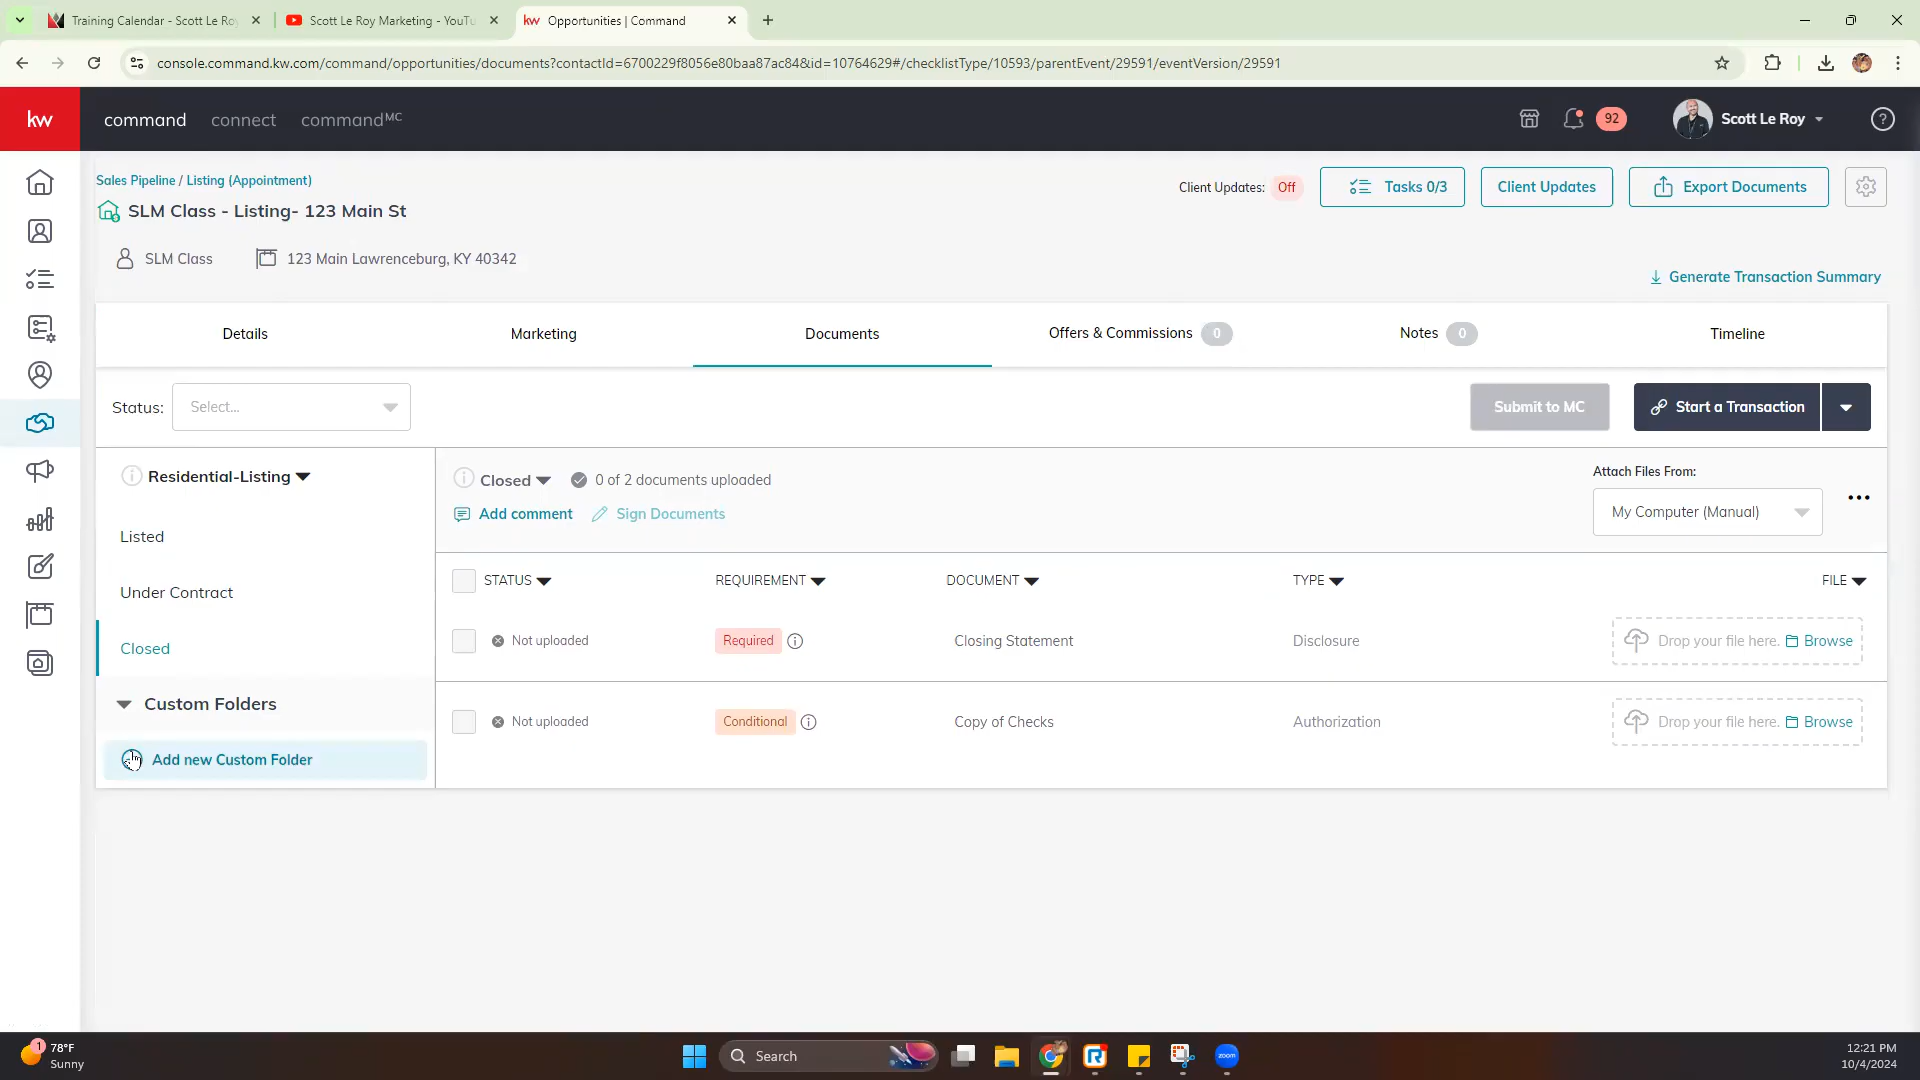 Training Calendar - Scott Le Ro
Scott Le Roy Marketing - YouTu
kw Opportunities | Command
console.command.kw.com/command/opportunities/documents?contactId=6700229f8056e80baa87ac84&id=10764629#/checklistType/10593/parentEvent/29591/eventVersion/29591
kw command connect commandMC 92 Scott Le Roy ?
Sales Pipeline / Listing (Appointment)
Client Updates: Off Tasks 0/3 Client Updates Export Documents
SLM Class - Listing- 123 Main St
SLM Class 123 Main Lawrenceburg, KY 40342
Generate Transaction Summary
Details Marketing Documents Offers & Commissions 0 Notes 0 Timeline
Status: Select... Submit to MC Start a Transaction
Residential-Listing
Listed
Under Contract
Closed
Custom Folders
Add new Custom Folder
Closed 0 of 2 documents uploaded
Add comment Sign Documents
Attach Files From:
My Computer (Manual)
STATUS REQUIREMENT DOCUMENT TYPE FILE
Not uploaded Required Closing Statement Disclosure Drop your file here. Browse
Not uploaded Conditional Copy of Checks Authorization Drop your file here. Browse
1 78°F
Sunny
Search
zoom
12:21 PM
10/4/2024